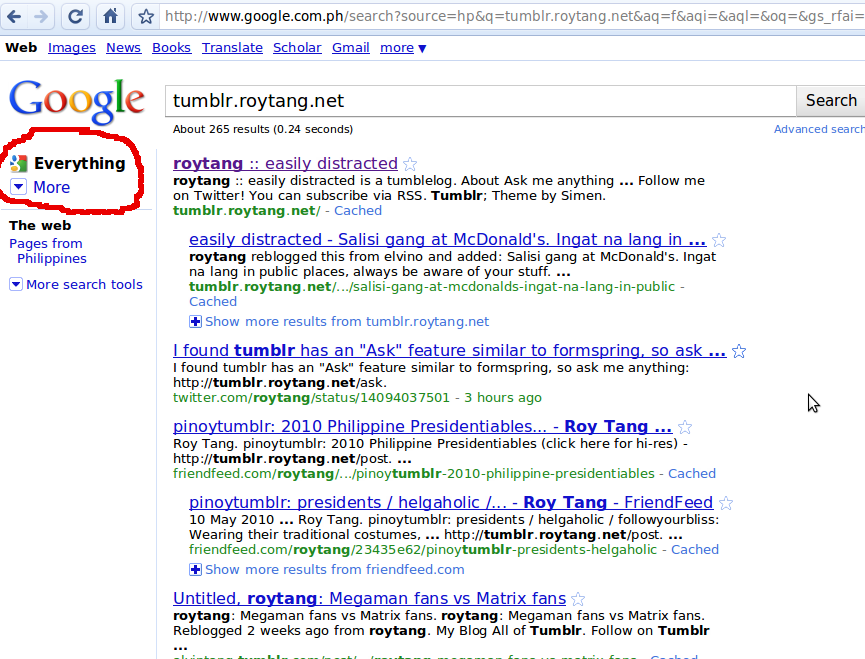 http://www.google.com.ph/search?source=hp&q=tumblr.roytang.net&aq=f&aqi=&aql=&oq=&gs_rfai=
Web Images News Books Translate Scholar Gmail more ▼
Google
tumblr.roytang.net Search
About 265 results (0.24 seconds) Advanced search
Everything
More
The web
Pages from
Philippines
More search tools
roytang :: easily distracted
roytang :: easily distracted is a tumblelog. About Ask me anything ... Follow me
on Twitter! You can subscribe via RSS. Tumblr; Theme by Simen.
tumblr.roytang.net/ - Cached
easily distracted - Salisi gang at McDonald's. Ingat na lang in ...
roytang reblogged this from elvino and added: Salisi gang at McDonald's. Ingat
na lang in public places, always be aware of your stuff. ...
tumblr.roytang.net/.../salisi-gang-at-mcdonalds-ingat-na-lang-in-public -
Cached
Show more results from tumblr.roytang.net
I found tumblr has an "Ask" feature similar to formspring, so ask ...
I found tumblr has an "Ask" feature similar to formspring, so ask me anything:
http://tumblr.roytang.net/ask.
twitter.com/roytang/status/14094037501 - 3 hours ago
pinoytumblr: 2010 Philippine Presidentiables... - Roy Tang ...
Roy Tang. pinoytumblr: 2010 Philippine Presidentiables (click here for hi-res) -
http://tumblr.roytang.net/post. ...
friendfeed.com/roytang/.../pinoytumblr-2010-philippine-presidentiables - Cached
pinoytumblr: presidents / helgaholic /... - Roy Tang - FriendFeed
10 May 2010 ... Roy Tang. pinoytumblr: presidents / helgaholic / followyourbliss:
Wearing their traditional costumes, ... http://tumblr.roytang.net/post. ...
friendfeed.com/roytang/23435e62/pinoytumblr-presidents-helgaholic - Cached
Show more results from friendfeed.com
Untitled, roytang: Megaman fans vs Matrix fans
roytang: Megaman fans vs Matrix fans. roytang: Megaman fans vs Matrix fans.
Reblogged 2 weeks ago from roytang. My Blog All of Tumblr. Follow on Tumblr
...